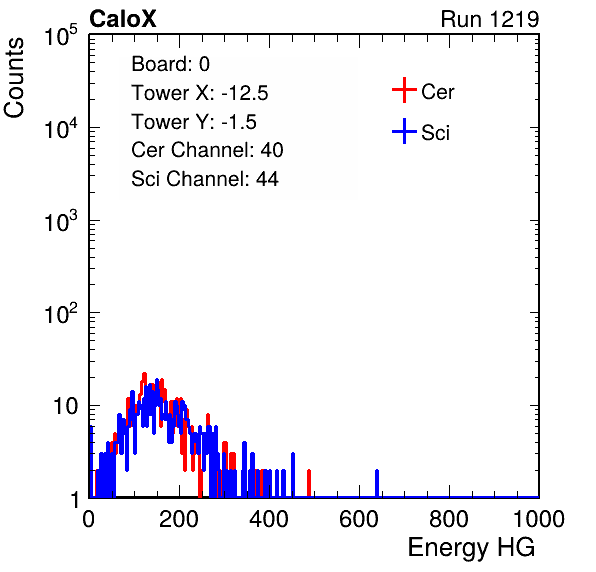 CaloX Run 1219
Counts
10^5
10^4
10^3
10^2
10
1
Board: 0
Tower X: -12.5
Tower Y: -1.5
Cer Channel: 40
Sci Channel: 44
Cer
Sci
0 200 400 600 800 1000
Energy HG